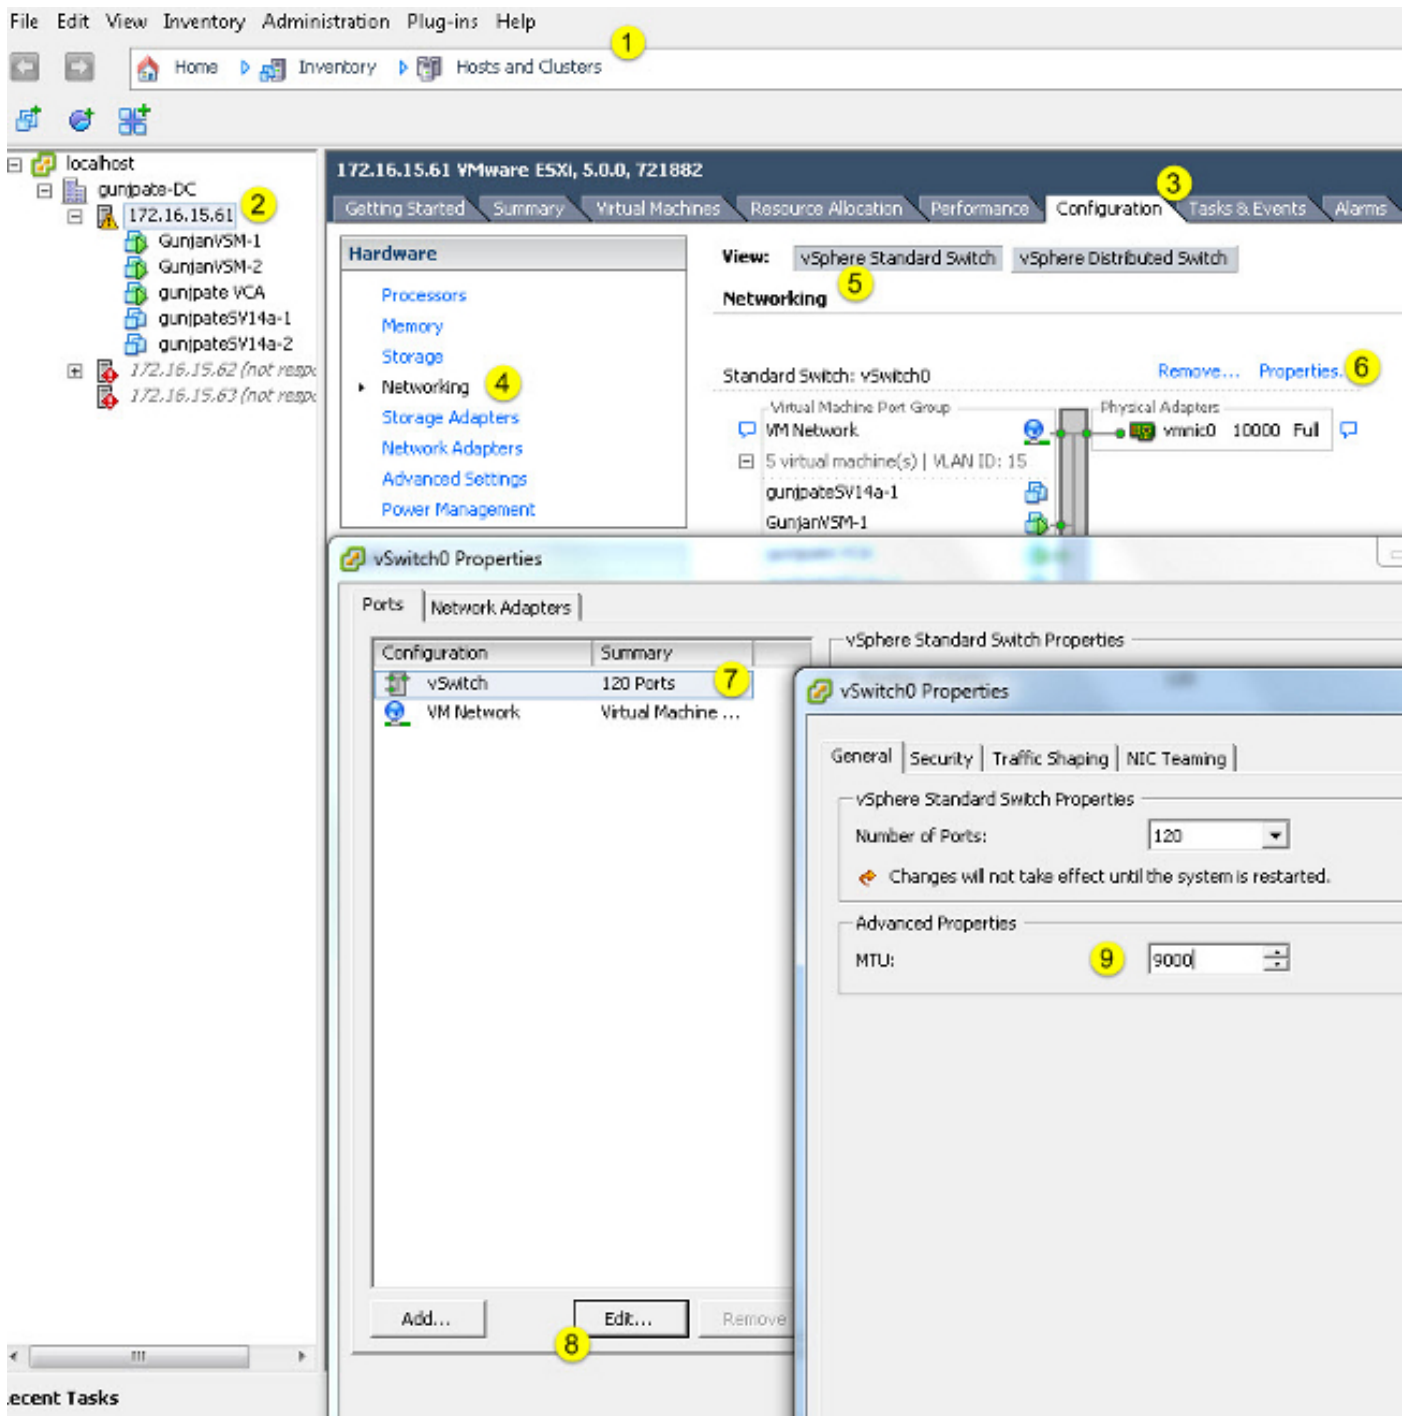 File Edit View Inventory Administration Plug-ins Help
1
Home Inventory Hosts and Clusters
localhost
gunjpate-DC
172.16.15.61 2
GunjanVSM-1
GunjanVSM-2
gunjpate VCA
gunjpateSV14a-1
gunjpateSV14a-2
172.16.15.62 (not resp
172.16.15.63 (not resp
172.16.15.61 VMware ESXi, 5.0.0, 721882
3
Getting Started Summary Virtual Machines Resource Allocation Performance Configuration Tasks & Events Alarms
Hardware
Processors
Memory
Storage
Networking 4
Storage Adapters
Network Adapters
Advanced Settings
Power Management
View: vSphere Standard Switch vSphere Distributed Switch
5
Networking
Standard Switch: vSwitch0 Remove... Properties. 6
Virtual Machine Port Group Physical Adapters
VM Network vmnic0 10000 Full
5 virtual machine(s) | VLAN ID: 15
gunjpateSV14a-1
GunjanVSM-1
vSwitch0 Properties
Ports Network Adapters
Configuration Summary
vSwitch 120 Ports 7
VM Network Virtual Machine ...
Add... Edit... Remove
8
vSphere Standard Switch Properties
vSwitch0 Properties
General Security Traffic Shaping NIC Teaming
vSphere Standard Switch Properties
Number of Ports: 120
Changes will not take effect until the system is restarted.
Advanced Properties
MTU: 9 9000
ecent Tasks